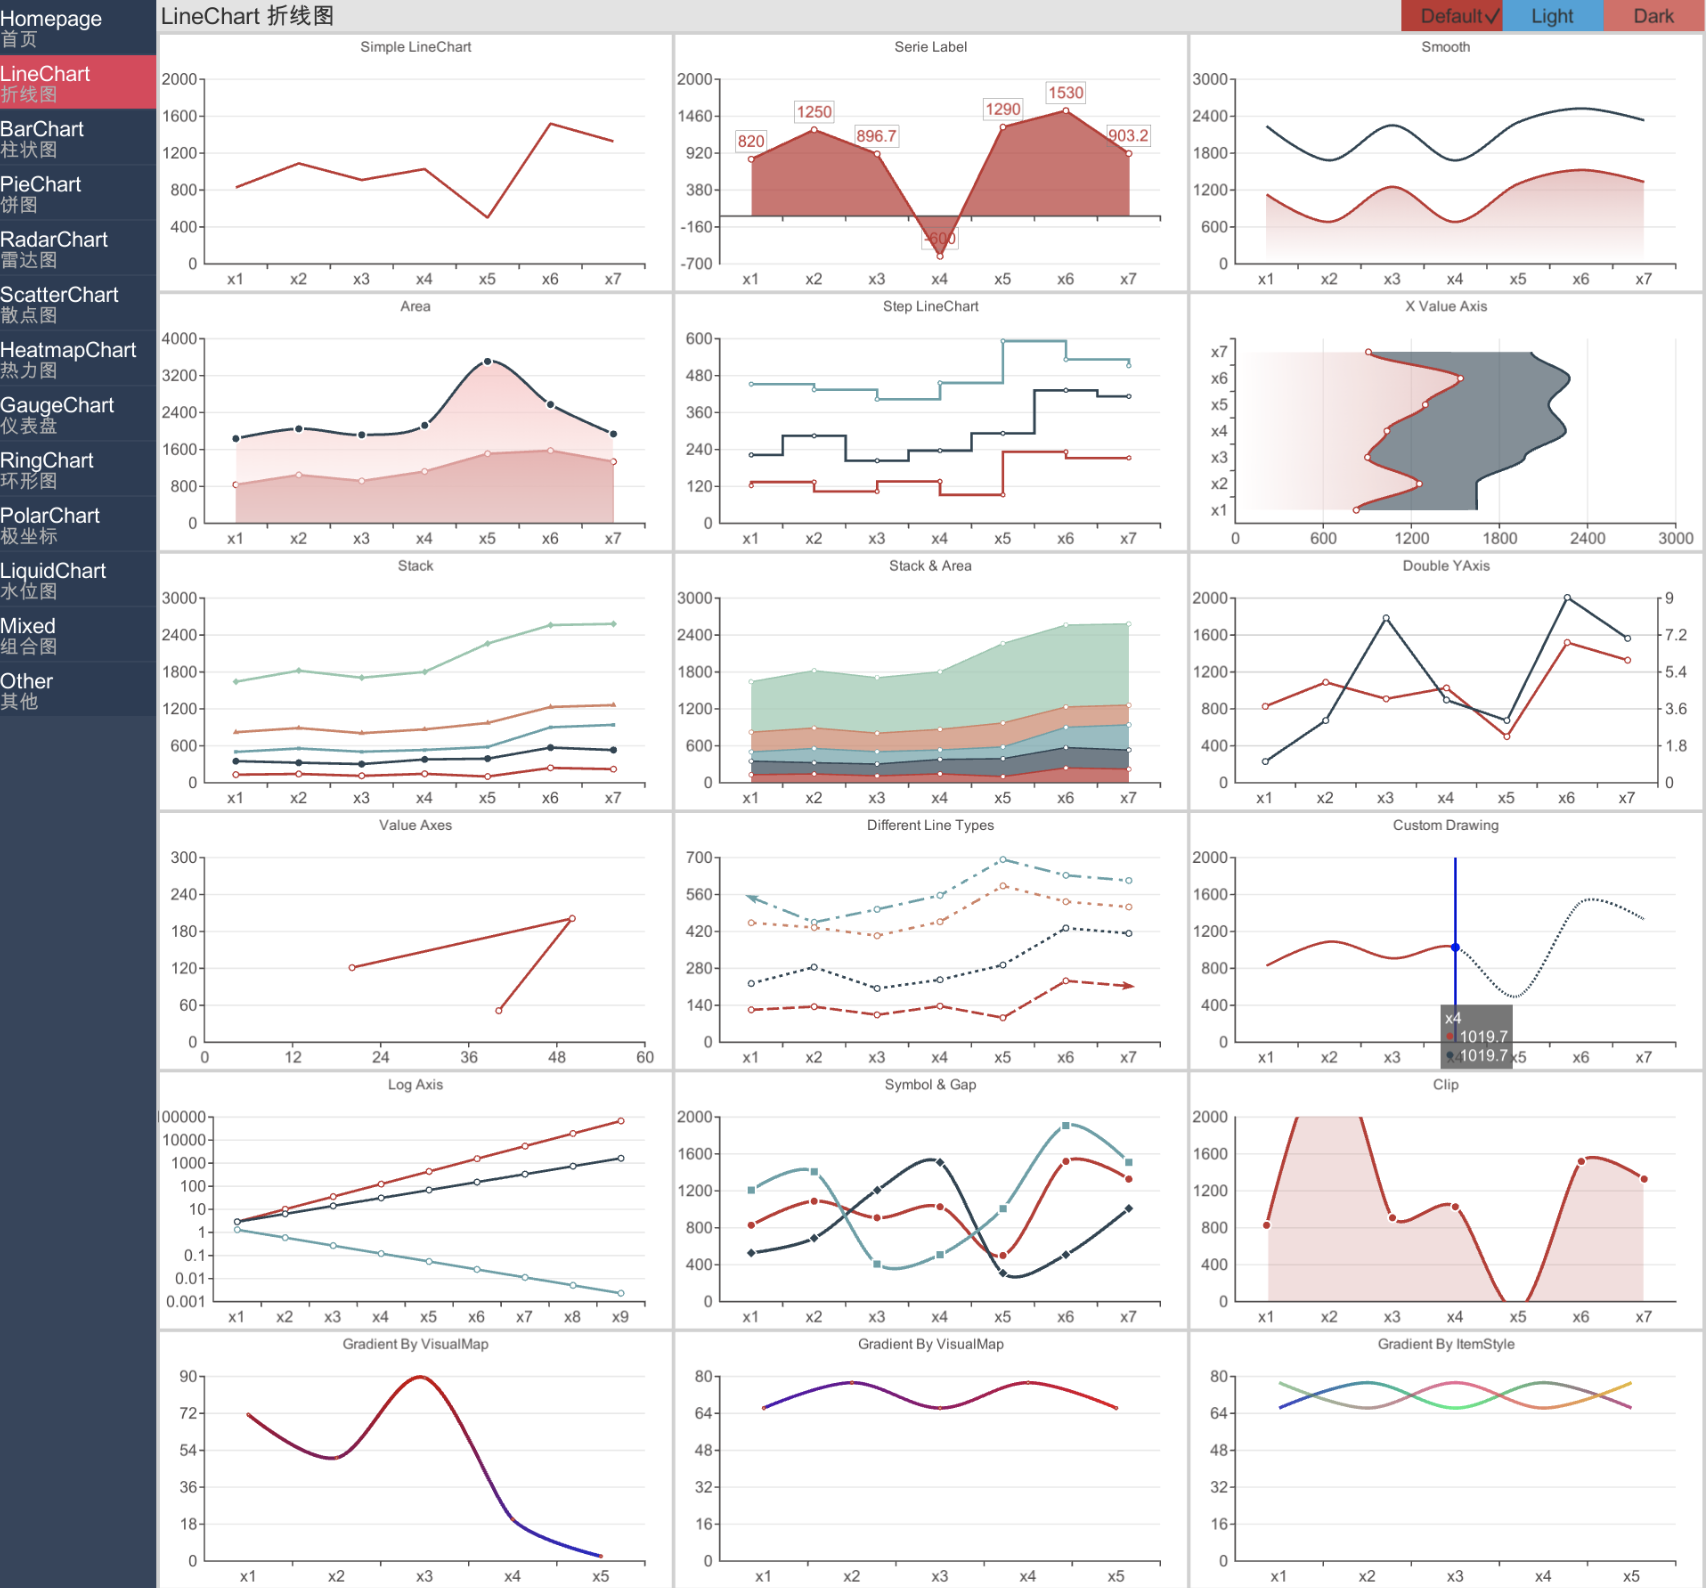 Homepage
首页
LineChart
折线图
BarChart
柱状图
PieChart
饼图
RadarChart
雷达图
ScatterChart
散点图
HeatmapChart
热力图
GaugeChart
仪表盘
RingChart
环形图
PolarChart
极坐标
LiquidChart
水位图
Mixed
组合图
Other
其他
LineChart 折线图
Default✓ Light Dark
Simple LineChart
2000
1600
1200
800
400
0
x1 x2 x3 x4 x5 x6 x7
Serie Label
2000
1460
920
380
-160
-700
820 1250 896.7 -600 1290 1530 903.2
x1 x2 x3 x4 x5 x6 x7
Smooth
3000
2400
1800
1200
600
0
x1 x2 x3 x4 x5 x6 x7
Area
4000
3200
2400
1600
800
0
x1 x2 x3 x4 x5 x6 x7
Step LineChart
600
480
360
240
120
0
x1 x2 x3 x4 x5 x6 x7
X Value Axis
x7
x6
x5
x4
x3
x2
x1
0 600 1200 1800 2400 3000
Stack
3000
2400
1800
1200
600
0
x1 x2 x3 x4 x5 x6 x7
Stack & Area
3000
2400
1800
1200
600
0
x1 x2 x3 x4 x5 x6 x7
Double YAxis
2000 9
1600 7.2
1200 5.4
800 3.6
400 1.8
0 0
x1 x2 x3 x4 x5 x6 x7
Value Axes
300
240
180
120
60
0
0 12 24 36 48 60
Different Line Types
700
560
420
280
140
0
x1 x2 x3 x4 x5 x6 x7
Custom Drawing
2000
1600
1200
800
400
0
x4
1019.7
1019.7
x1 x2 x3 x4 x5 x6 x7
Log Axis
100000
10000
1000
100
10
1
0.1
0.01
0.001
x1 x2 x3 x4 x5 x6 x7 x8 x9
Symbol & Gap
2000
1600
1200
800
400
0
x1 x2 x3 x4 x5 x6 x7
Clip
2000
1600
1200
800
400
0
x1 x2 x3 x4 x5 x6 x7
Gradient By VisualMap
90
72
54
36
18
0
x1 x2 x3 x4 x5
Gradient By VisualMap
80
64
48
32
16
0
x1 x2 x3 x4 x5
Gradient By ItemStyle
80
64
48
32
16
0
x1 x2 x3 x4 x5